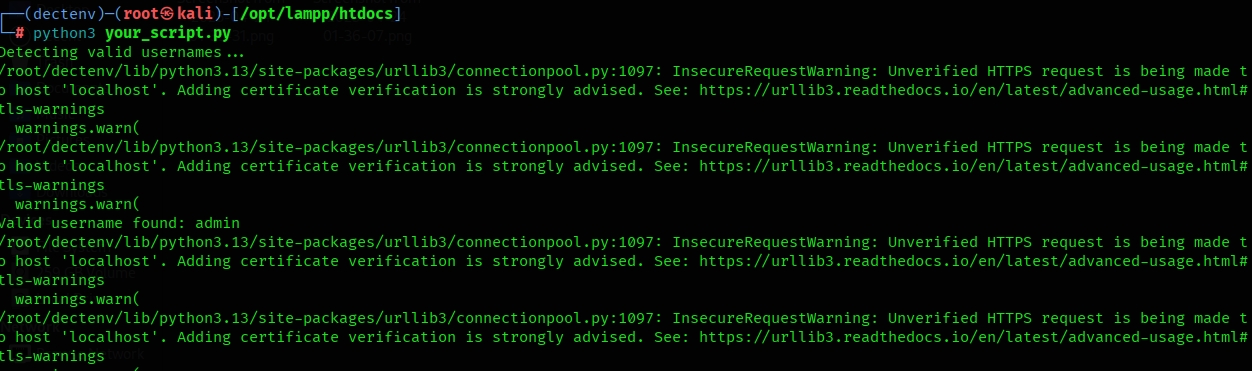 ┌──(dectenv)─(root㉿kali)-[/opt/lampp/htdocs]
└─# python3 your_script.py
Detecting valid usernames...
/root/dectenv/lib/python3.13/site-packages/urllib3/connectionpool.py:1097: InsecureRequestWarning: Unverified HTTPS request is being made t
o host 'localhost'. Adding certificate verification is strongly advised. See: https://urllib3.readthedocs.io/en/latest/advanced-usage.html#
tls-warnings
  warnings.warn(
/root/dectenv/lib/python3.13/site-packages/urllib3/connectionpool.py:1097: InsecureRequestWarning: Unverified HTTPS request is being made t
o host 'localhost'. Adding certificate verification is strongly advised. See: https://urllib3.readthedocs.io/en/latest/advanced-usage.html#
tls-warnings
  warnings.warn(
Valid username found: admin
/root/dectenv/lib/python3.13/site-packages/urllib3/connectionpool.py:1097: InsecureRequestWarning: Unverified HTTPS request is being made t
o host 'localhost'. Adding certificate verification is strongly advised. See: https://urllib3.readthedocs.io/en/latest/advanced-usage.html#
tls-warnings
  warnings.warn(
/root/dectenv/lib/python3.13/site-packages/urllib3/connectionpool.py:1097: InsecureRequestWarning: Unverified HTTPS request is being made t
o host 'localhost'. Adding certificate verification is strongly advised. See: https://urllib3.readthedocs.io/en/latest/advanced-usage.html#
tls-warnings